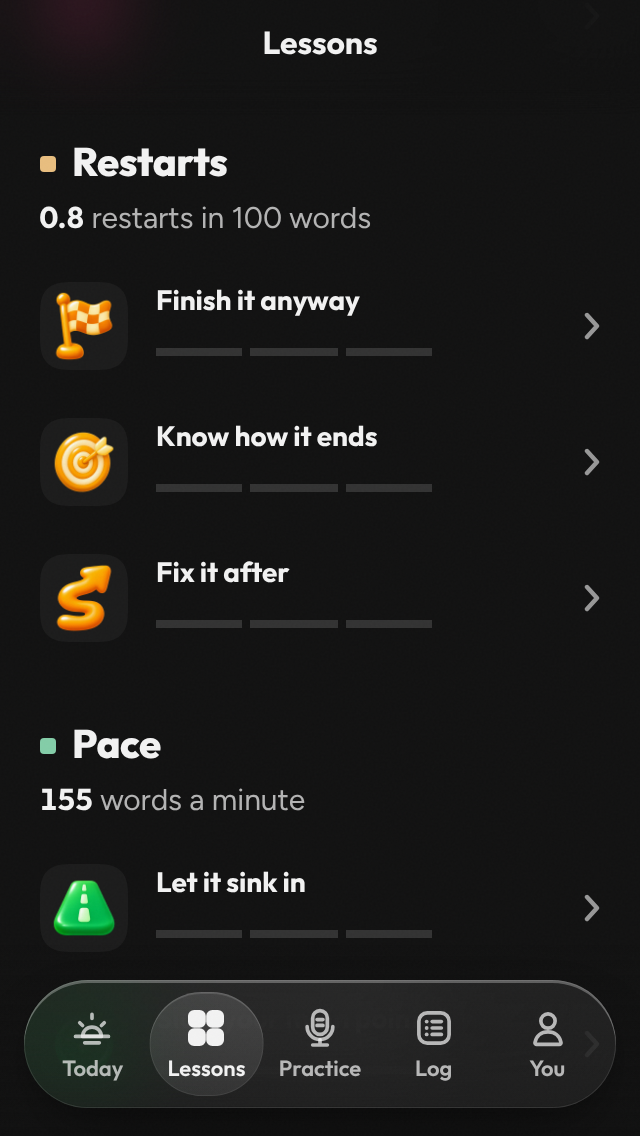 Lessons
Restarts
0.8 restarts in 100 words
Finish it anyway
Know how it ends
Fix it after
Pace
155 words a minute
Let it sink in
Today
Lessons
Practice
Log
You